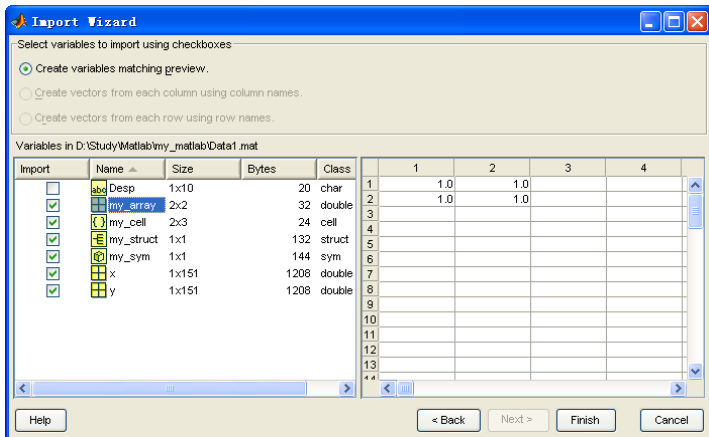 Import Wizard
Select variables to import using checkboxes
Create variables matching preview.
Create vectors from each column using column names.
Create vectors from each row using row names.
Variables in D:\Study\Matlab\my_matlab\Data1.mat
Import Name Size Bytes Class
abc Desp 1x10 20 char
my_array 2x2 32 double
{} my_cell 2x3 24 cell
my_struct 1x1 132 struct
my_sym 1x1 144 sym
x 1x151 1208 double
y 1x151 1208 double
1 2 3 4
1 1.0 1.0
2 1.0 1.0
3
4
5
6
7
8
9
10
11
12
13
14
Help < Back Next > Finish Cancel